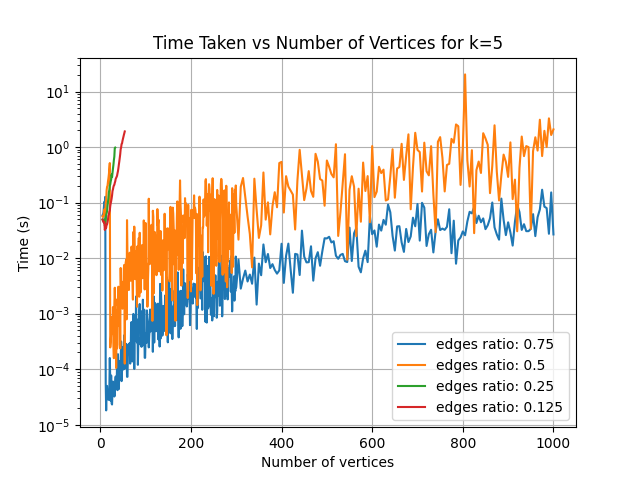 Time Taken vs Number of Vertices for k=5
Time (s)
10^1
10^0
10^-1
10^-2
10^-3
10^-4
10^-5
0 200 400 600 800 1000
Number of vertices
edges ratio: 0.75
edges ratio: 0.5
edges ratio: 0.25
edges ratio: 0.125